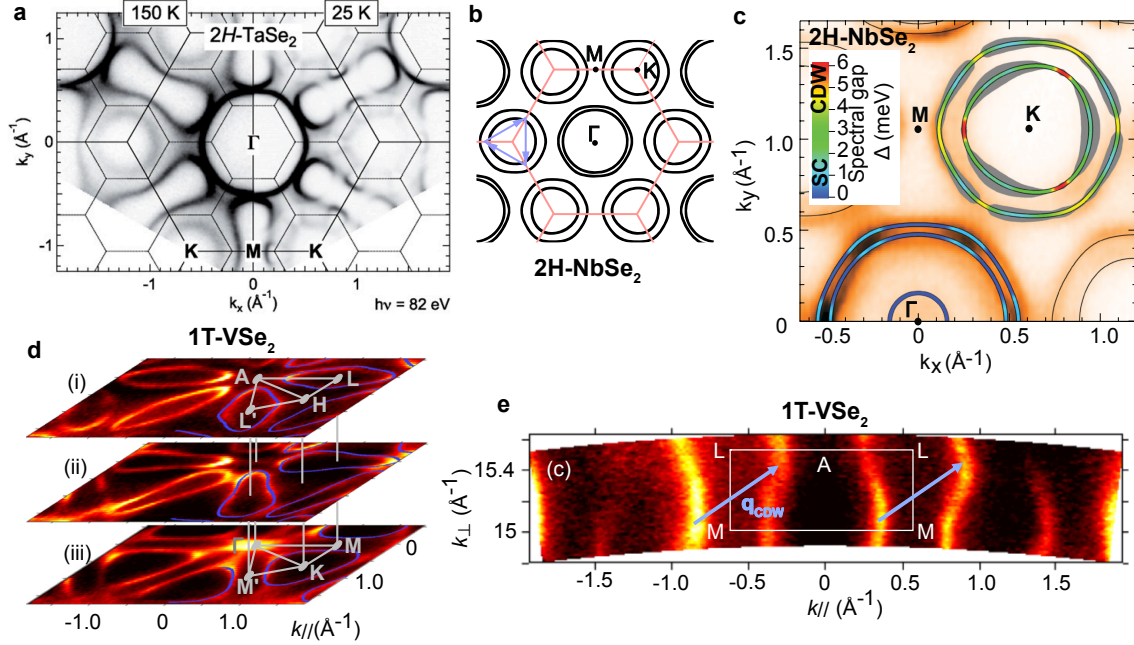 a
150 K
25 K
2H-TaSe2
Γ
K M K
1
0
-1
ky (Å-1)
-1 0 1
kx (Å-1)
hν = 82 eV
b
M
K
Γ
2H-NbSe2
c
2H-NbSe2
SC CDW
6
5
4
3
2
1
0
Spectral gap
Δ (meV)
M
K
Γ
1.5
1.0
0.5
0
ky (Å-1)
-0.5 0 0.5 1.0
kx (Å-1)
d
1T-VSe2
(i)
A
L
H
L'
(ii)
(iii)
Γ
M
K
M'
0
1.0
-1.0 0 1.0
k//(Å-1)
e
1T-VSe2
(c)
L
A
L
qCDW
M
M
15.4
15
k⊥ (Å-1)
-1.5 -1.0 -0.5 0 0.5 1.0 1.5
k// (Å-1)